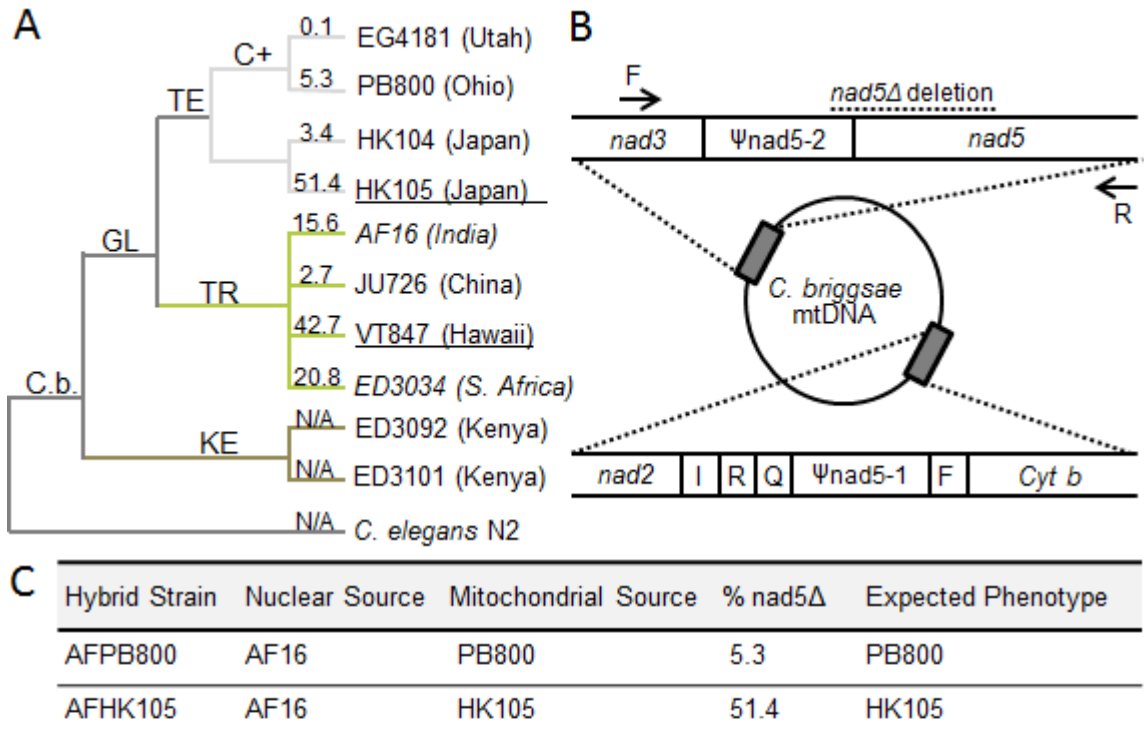 A
C+
0.1
EG4181 (Utah)
5.3
PB800 (Ohio)
TE
3.4
HK104 (Japan)
51.4
HK105 (Japan)
GL
15.6
AF16 (India)
TR
2.7
JU726 (China)
42.7
VT847 (Hawaii)
20.8
ED3034 (S. Africa)
C.b.
KE
N/A
ED3092 (Kenya)
N/A
ED3101 (Kenya)
N/A
C. elegans N2
B
F
nad5Δ deletion
nad3 Ψnad5-2 nad5
R
C. briggsae
mtDNA
nad2 I R Q Ψnad5-1 F Cyt b
C
Hybrid Strain Nuclear Source Mitochondrial Source % nad5Δ Expected Phenotype
AFPB800 AF16 PB800 5.3 PB800
AFHK105 AF16 HK105 51.4 HK105